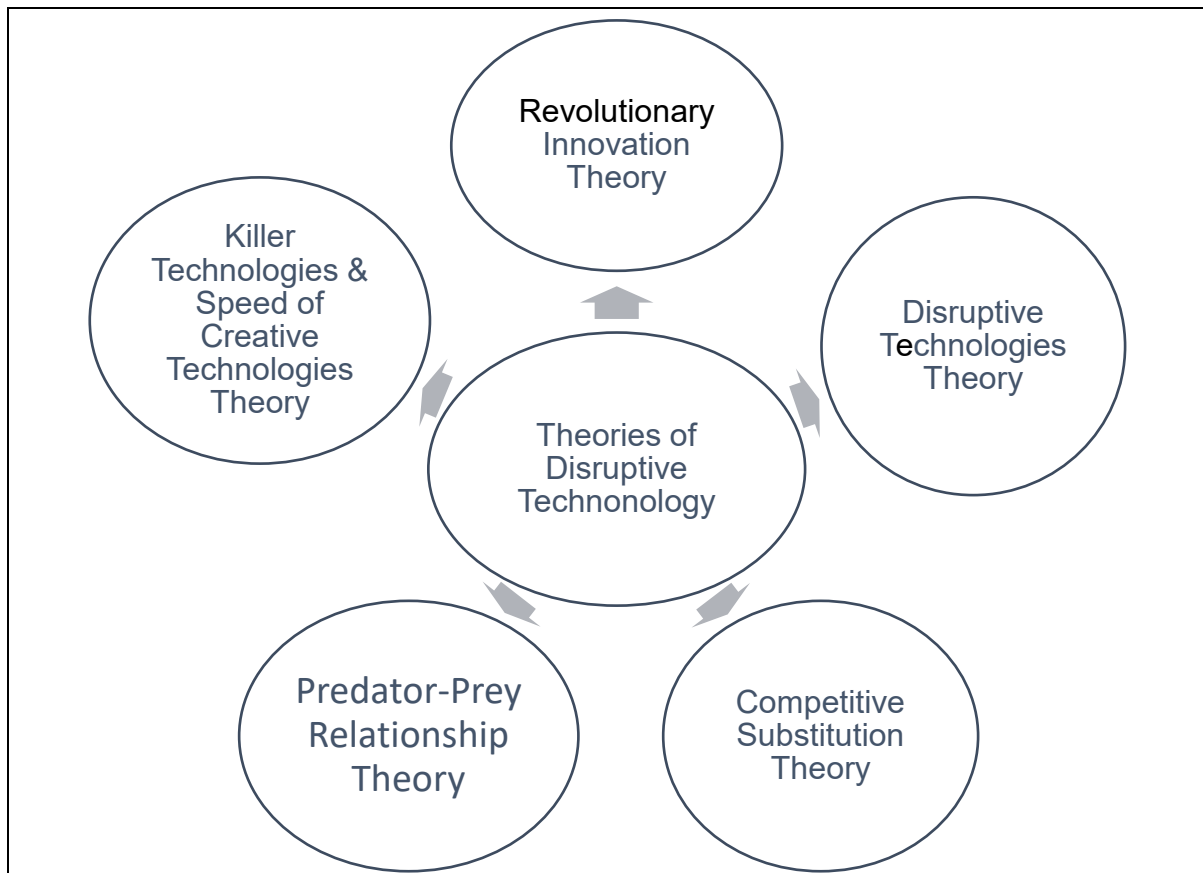 Revolutionary
Innovation
Theory
Killer
Technologies &
Speed of
Creative
Technologies
Theory
Disruptive
Technologies
Theory
Theories of
Disruptive
Technonology
Predator-Prey
Relationship
Theory
Competitive
Substitution
Theory